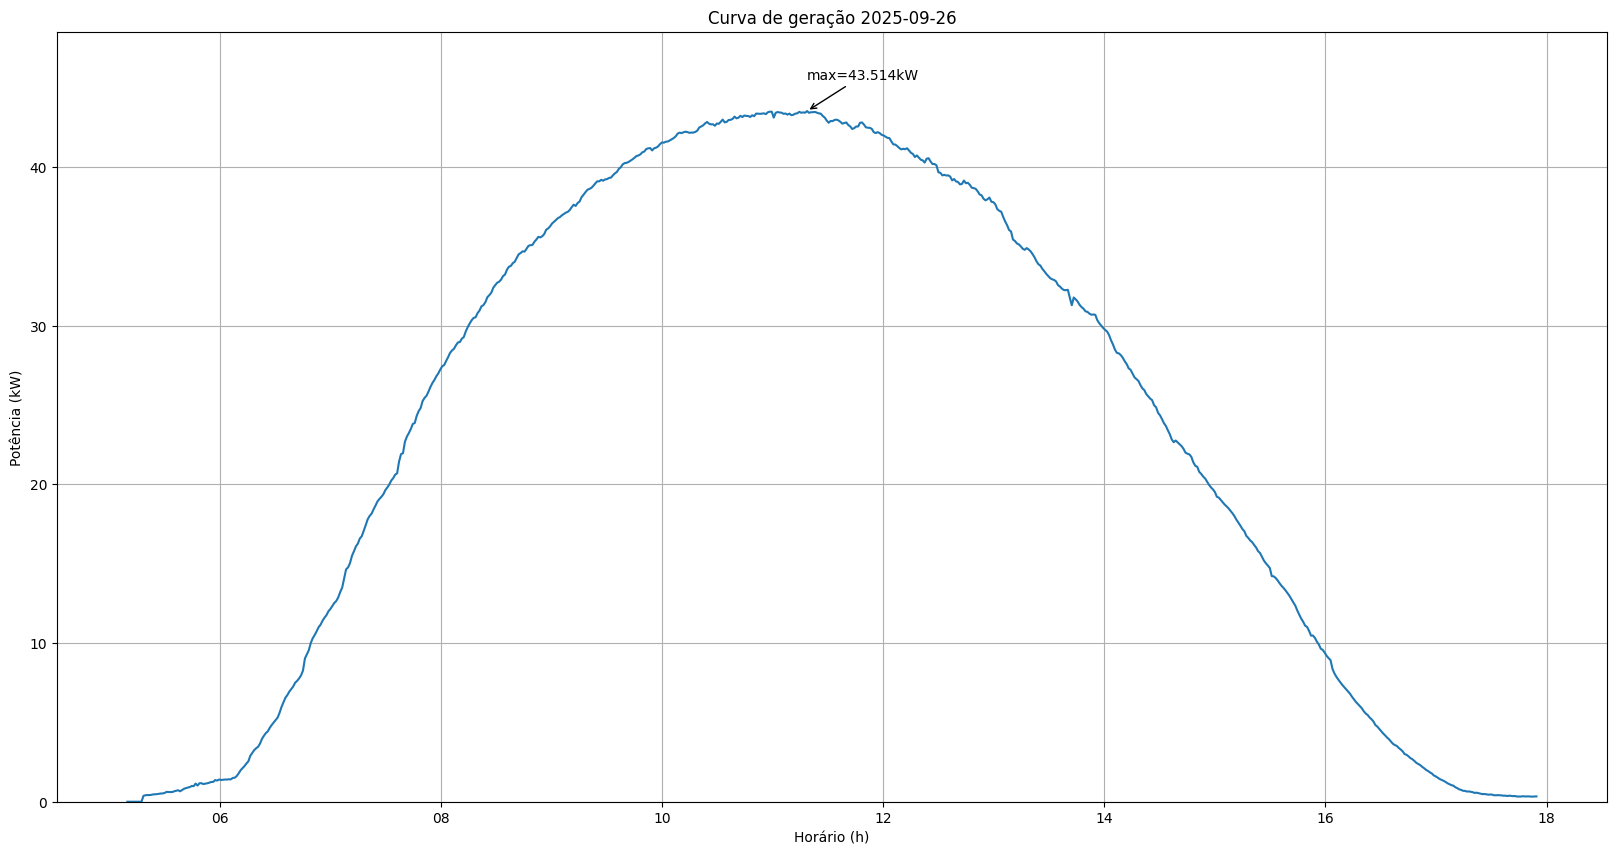 Curva de geração 2025-09-26
max=43.514kW
Potência (kW)
40
30
20
10
0
06 08 10 12 14 16 18
Horário (h)